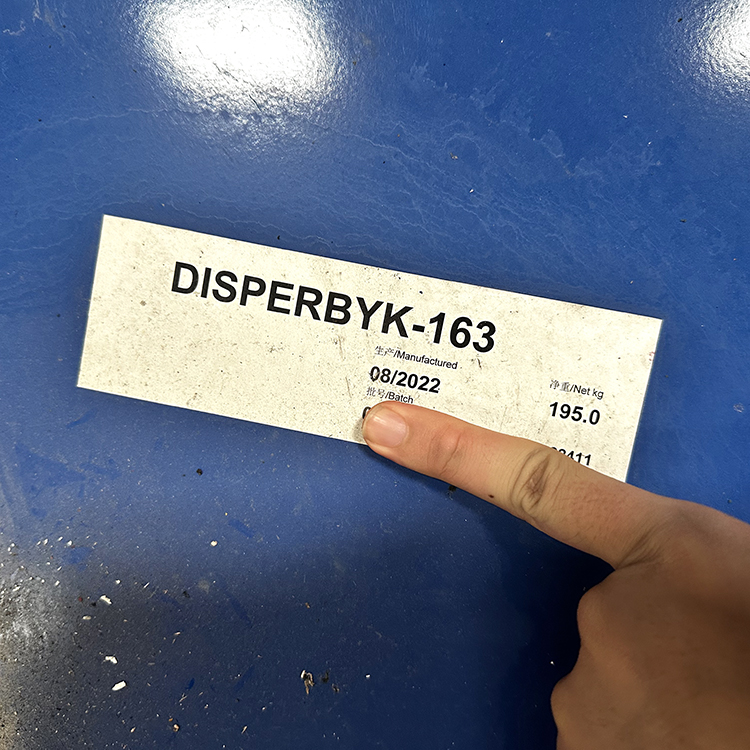 DISPERBYK-163
生产/Manufactured
08/2022
净重/Net kg
195.0
批号/Batch